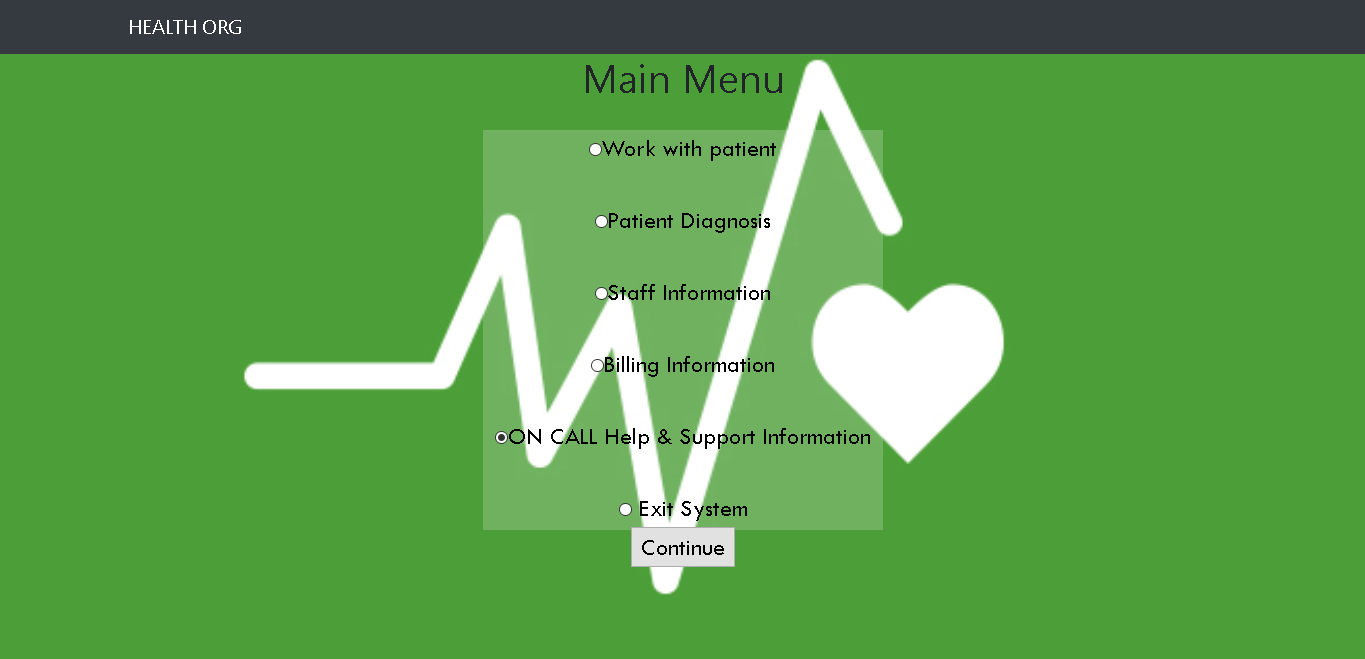 HEALTH ORG
Main Menu
Work with patient
Patient Diagnosis
Staff Information
Billing Information
ON CALL Help & Support Information
Exit System
Continue